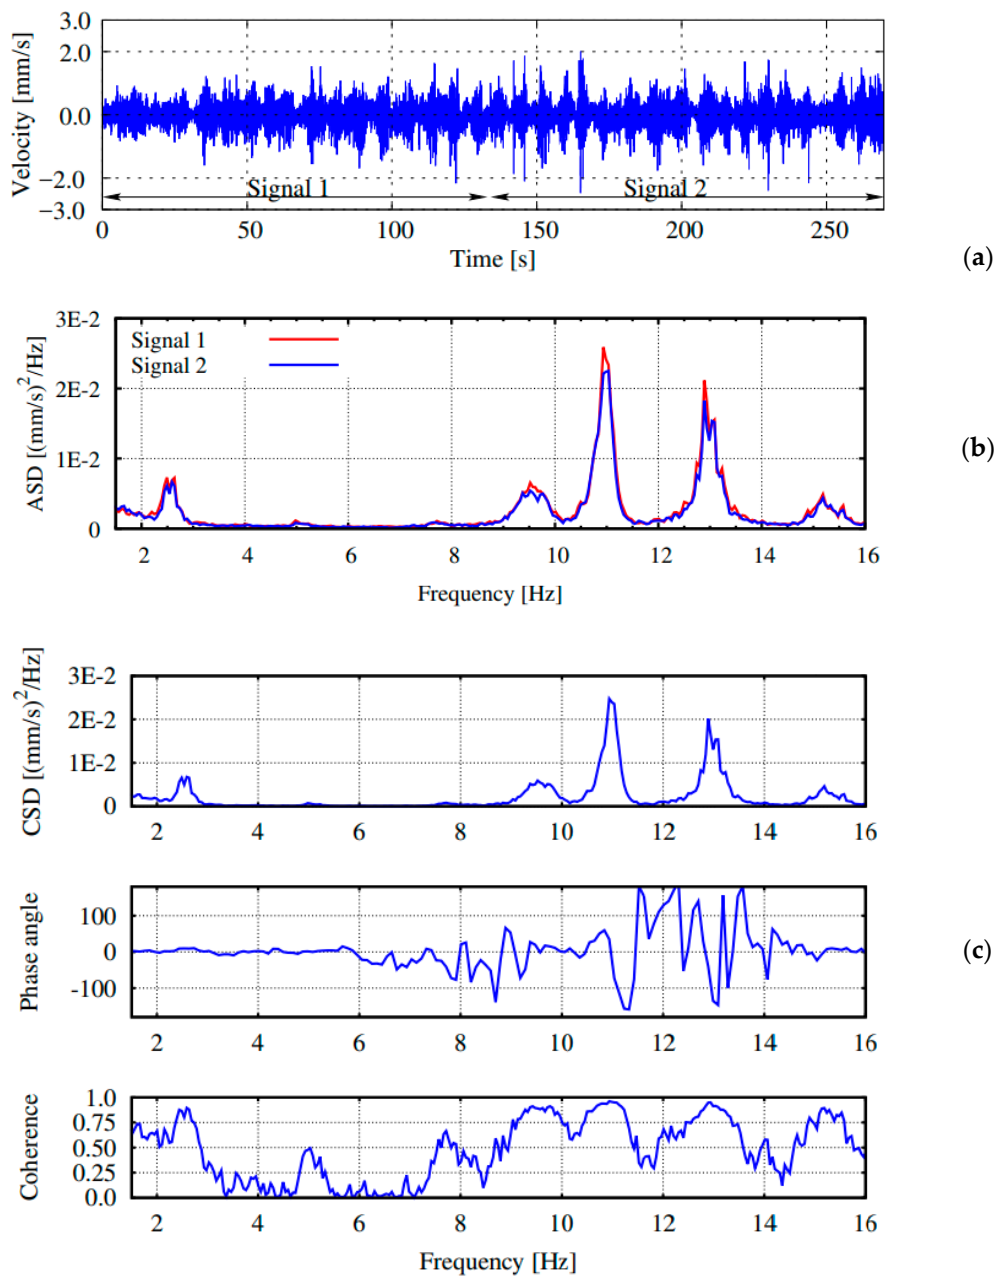 3.0
2.0
0.0
−2.0
−3.0
Velocity [mm/s]
Signal 1
Signal 2
0 50 100 150 200 250
Time [s]
(a)
3E-2
2E-2
1E-2
0
ASD [(mm/s)²/Hz]
Signal 1
Signal 2
2 4 6 8 10 12 14 16
Frequency [Hz]
(b)
3E-2
2E-2
1E-2
0
CSD [(mm/s)²/Hz]
2 4 6 8 10 12 14 16
100
0
-100
Phase angle
2 4 6 8 10 12 14 16
(c)
1.0
0.75
0.50
0.25
0.0
Coherence
2 4 6 8 10 12 14 16
Frequency [Hz]